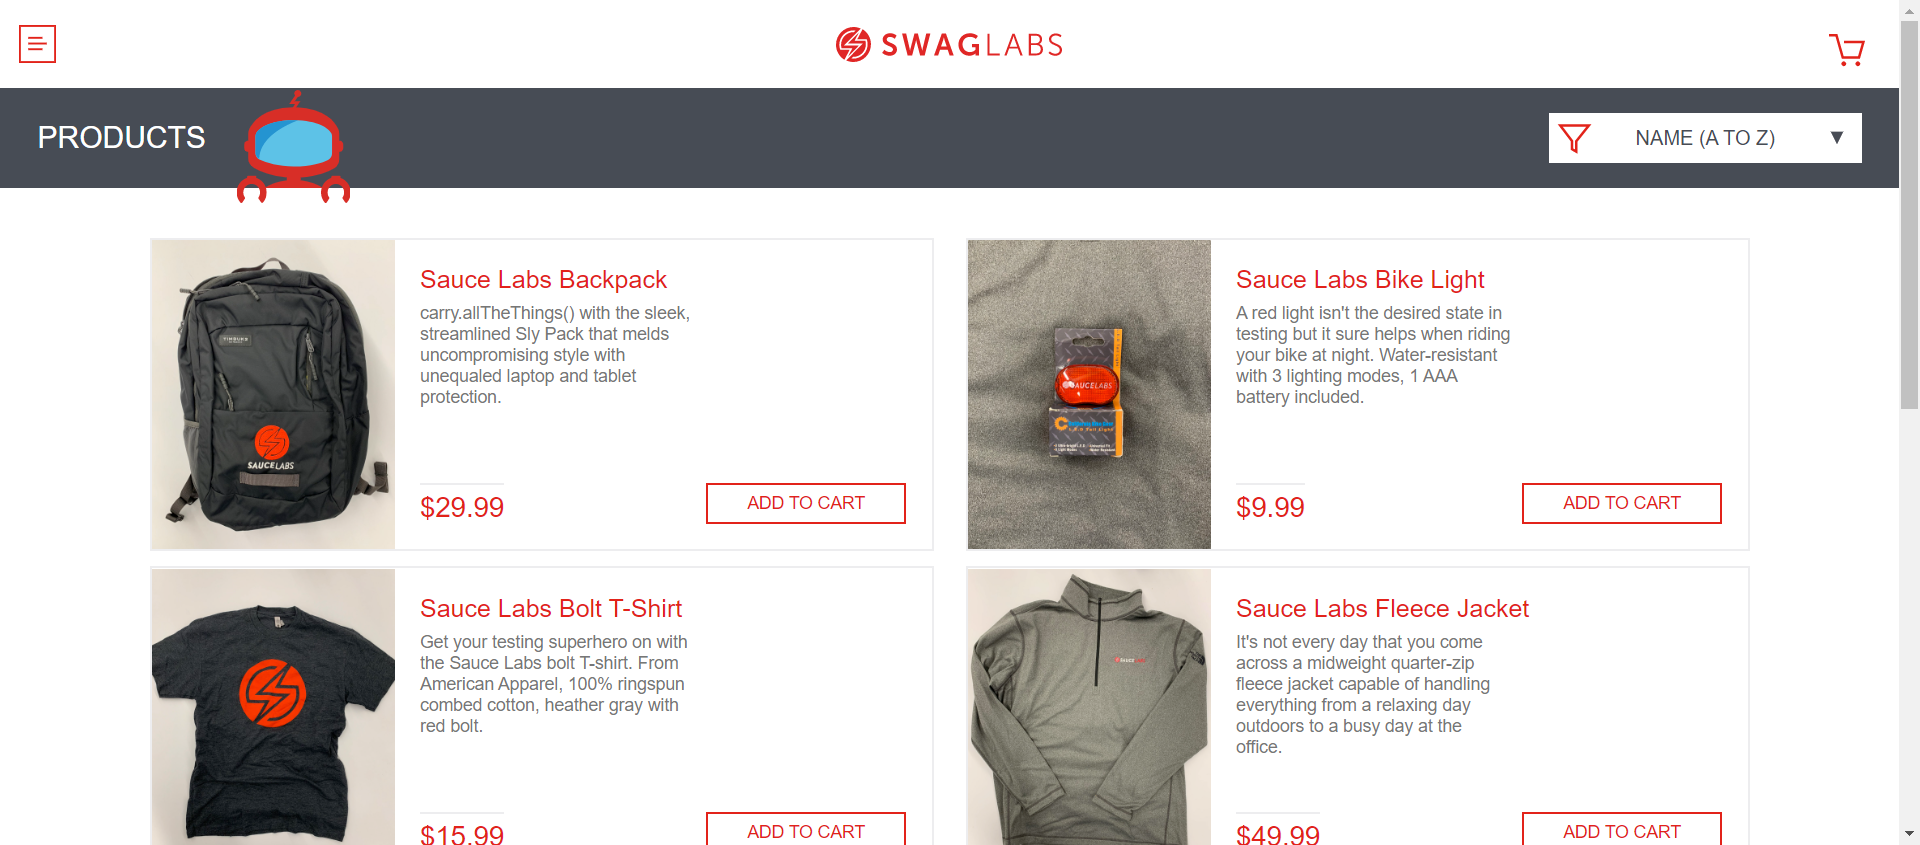 SWAGLABS
PRODUCTS
NAME (A TO Z)
Sauce Labs Backpack
carry.allTheThings() with the sleek,
streamlined Sly Pack that melds
uncompromising style with
unequaled laptop and tablet
protection.
$29.99
ADD TO CART
SAUCELABS
Sauce Labs Bike Light
A red light isn't the desired state in
testing but it sure helps when riding
your bike at night. Water-resistant
with 3 lighting modes, 1 AAA
battery included.
$9.99
ADD TO CART
SAUCELABS
Sauce Labs Bolt T-Shirt
Get your testing superhero on with
the Sauce Labs bolt T-shirt. From
American Apparel, 100% ringspun
combed cotton, heather gray with
red bolt.
$15.99
ADD TO CART
Sauce Labs Fleece Jacket
It's not every day that you come
across a midweight quarter-zip
fleece jacket capable of handling
everything from a relaxing day
outdoors to a busy day at the
office.
$49.99
ADD TO CART
SAUCELABS